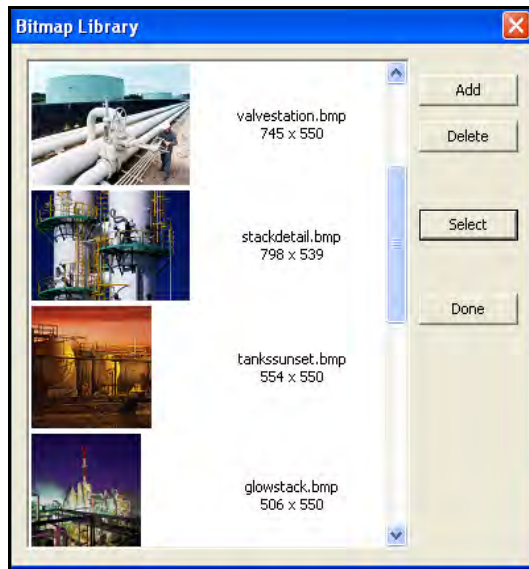 Bitmap Library
valvestation.bmp
745 x 550
stackdetail.bmp
798 x 539
tankssunset.bmp
554 x 550
glowstack.bmp
506 x 550
Add
Delete
Select
Done